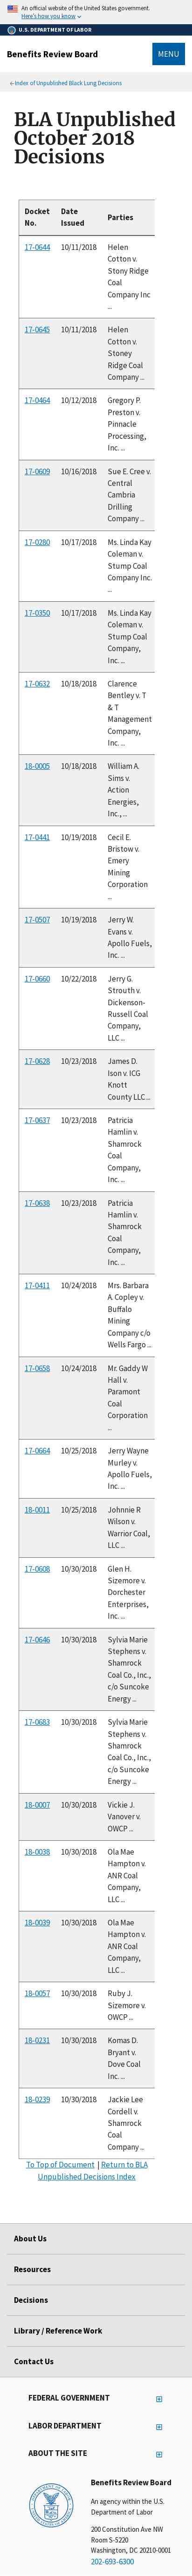 An official website of the United States government.
Here's how you know
U.S. DEPARTMENT OF LABOR
Benefits Review Board
MENU
Index of Unpublished Black Lung Decisions
BLA Unpublished
October 2018
Decisions
Docket No. Date Issued Parties
17-0644 10/11/2018 Helen
Cotton v.
Stony Ridge
Coal
Company Inc
...
17-0645 10/11/2018 Helen
Cotton v.
Stoney
Ridge Coal
Company ...
17-0464 10/12/2018 Gregory P.
Preston v.
Pinnacle
Processing,
Inc. ...
17-0609 10/16/2018 Sue E. Cree v.
Central
Cambria
Drilling
Company ...
17-0280 10/17/2018 Ms. Linda Kay
Coleman v.
Stump Coal
Company Inc.
...
17-0350 10/17/2018 Ms. Linda Kay
Coleman v.
Stump Coal
Company,
Inc. ...
17-0632 10/18/2018 Clarence
Bentley v. T
& T
Management
Company,
Inc. ...
18-0005 10/18/2018 William A.
Sims v.
Action
Energies,
Inc., ...
17-0441 10/19/2018 Cecil E.
Bristow v.
Emery
Mining
Corporation
...
17-0507 10/19/2018 Jerry W.
Evans v.
Apollo Fuels,
Inc. ...
17-0660 10/22/2018 Jerry G.
Strouth v.
Dickenson-
Russell Coal
Company,
LLC ...
17-0628 10/23/2018 James D.
Ison v. ICG
Knott
County LLC ...
17-0637 10/23/2018 Patricia
Hamlin v.
Shamrock
Coal
Company,
Inc. ...
17-0638 10/23/2018 Patricia
Hamlin v.
Shamrock
Coal
Company,
Inc. ...
17-0411 10/24/2018 Mrs. Barbara
A. Copley v.
Buffalo
Mining
Company c/o
Wells Fargo ...
17-0658 10/24/2018 Mr. Gaddy W
Hall v.
Paramont
Coal
Corporation
...
17-0664 10/25/2018 Jerry Wayne
Murley v.
Apollo Fuels,
Inc. ...
18-0011 10/25/2018 Johnnie R
Wilson v.
Warrior Coal,
LLC ...
17-0608 10/30/2018 Glen H.
Sizemore v.
Dorchester
Enterprises,
Inc. ...
17-0646 10/30/2018 Sylvia Marie
Stephens v.
Shamrock
Coal Co., Inc.,
c/o Suncoke
Energy ...
17-0683 10/30/2018 Sylvia Marie
Stephens v.
Shamrock
Coal Co., Inc.,
c/o Suncoke
Energy ...
18-0007 10/30/2018 Vickie J.
Vanover v.
OWCP ...
18-0038 10/30/2018 Ola Mae
Hampton v.
ANR Coal
Company,
LLC ...
18-0039 10/30/2018 Ola Mae
Hampton v.
ANR Coal
Company,
LLC ...
18-0057 10/30/2018 Ruby J.
Sizemore v.
OWCP ...
18-0231 10/30/2018 Komas D.
Bryant v.
Dove Coal
Inc. ...
18-0239 10/30/2018 Jackie Lee
Cordell v.
Shamrock
Coal
Company ...
To Top of Document | Return to BLA
Unpublished Decisions Index
About Us
Resources
Decisions
Library / Reference Work
Contact Us
FEDERAL GOVERNMENT
LABOR DEPARTMENT
ABOUT THE SITE
Benefits Review Board
An agency within the U.S.
Department of Labor
200 Constitution Ave NW
Room S-5220
Washington, DC 20210-0001
202-693-6300